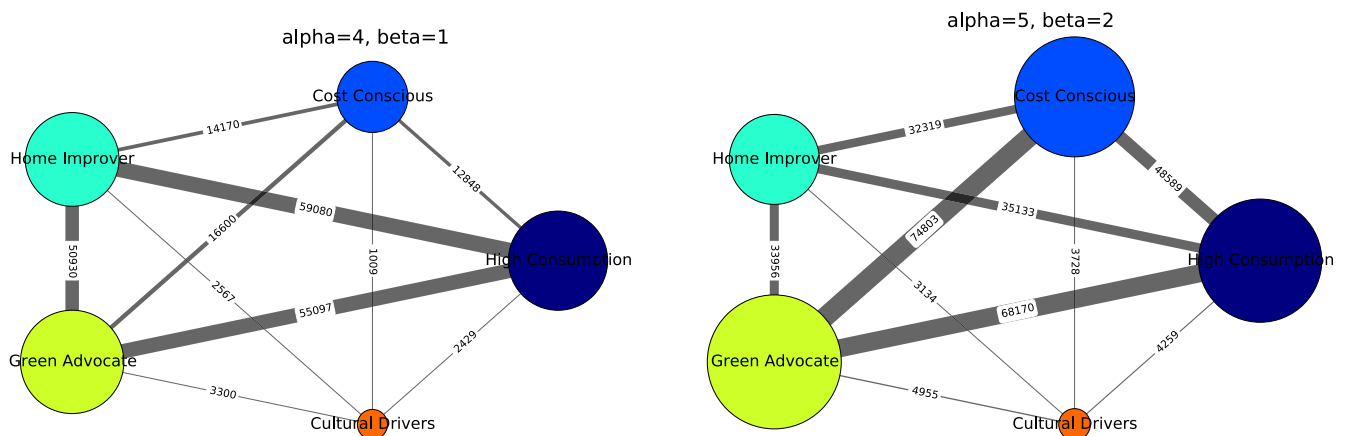 alpha=4, beta=1
Cost Conscious
14170
Home Improver
12848
59080
16600
50930
1009
High Consumption
2567
55097
2429
Green Advocate
3300
Cultural Drivers
alpha=5, beta=2
Cost Conscious
32319
Home Improver
48589
35133
74803
33956
3728
High Consumption
3134
68170
4259
Green Advocate
4955
Cultural Drivers